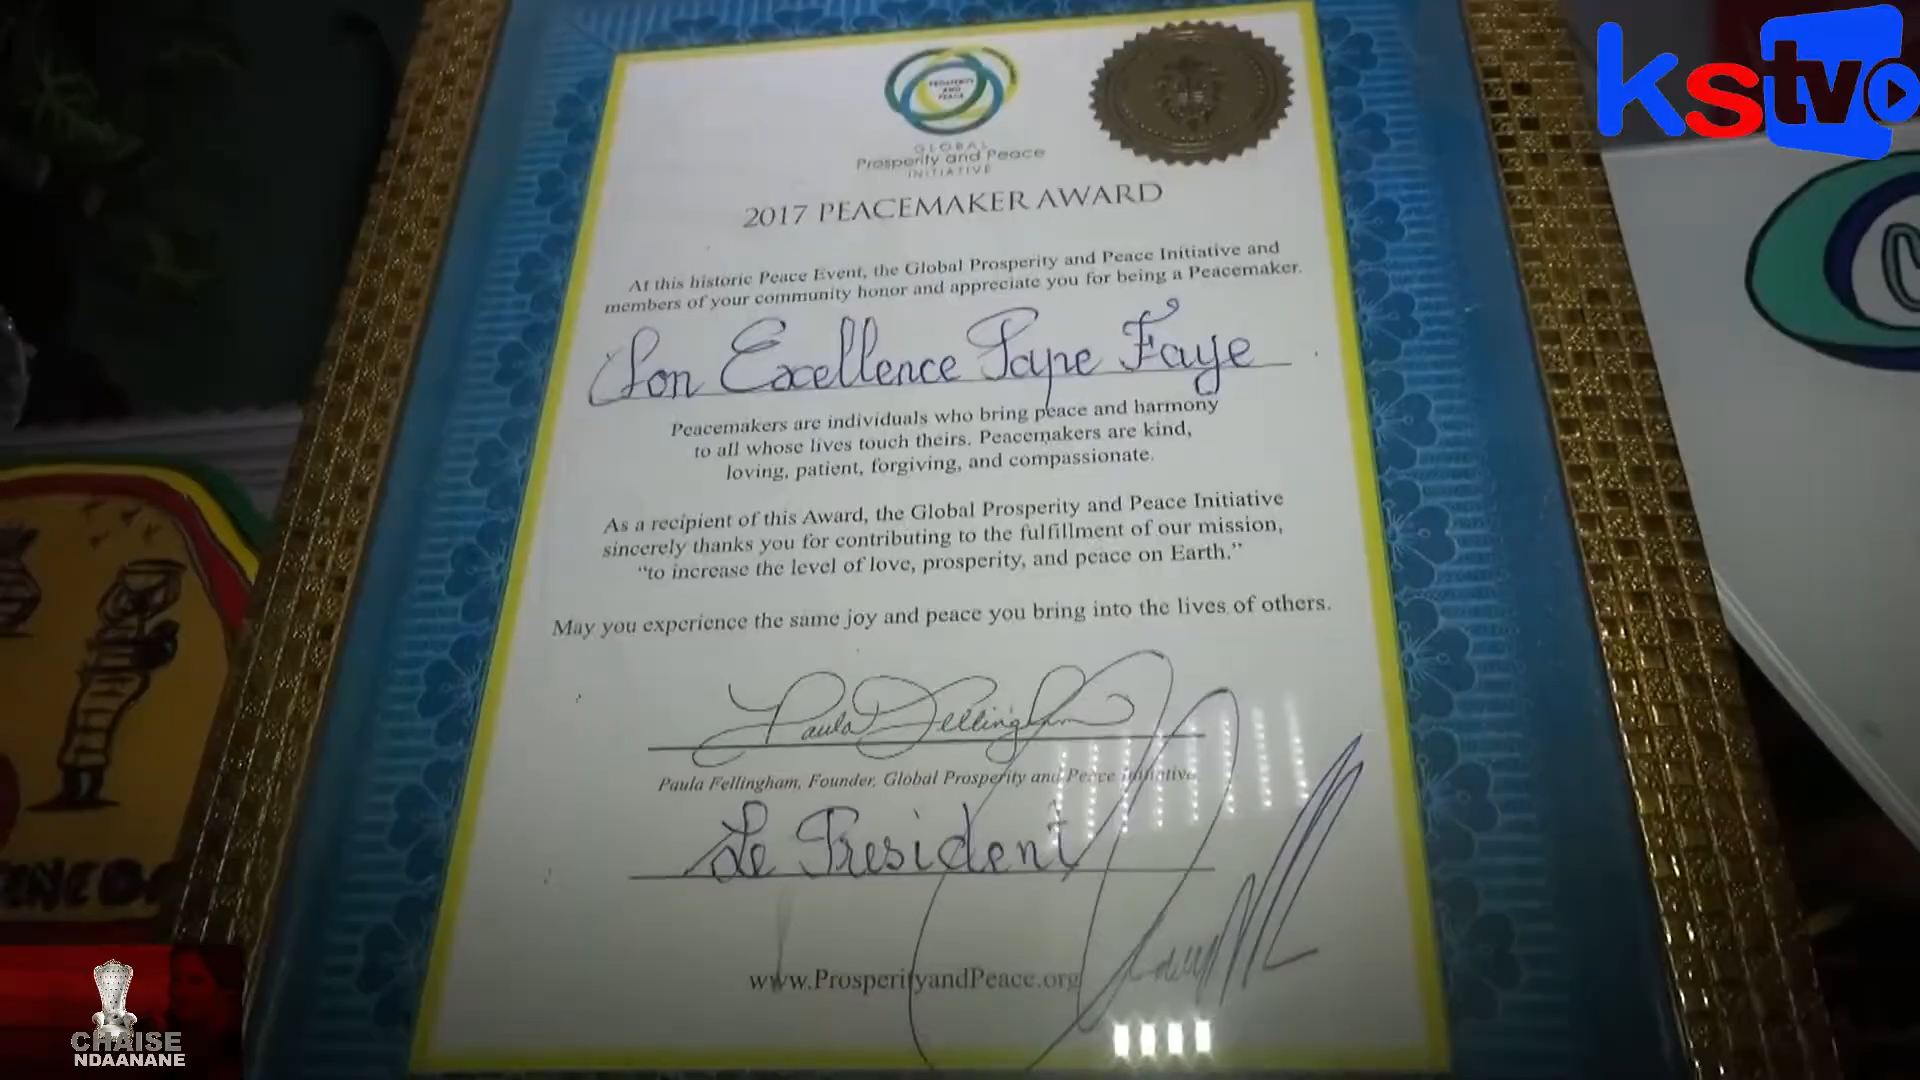 kstv
PROSPERITY
AND
PEACE
GLOBAL
Prosperity and Peace
INITIATIVE
2017 PEACEMAKER AWARD
At this historic Peace Event, the Global Prosperity and Peace Initiative and
members of your community honor and appreciate you for being a Peacemaker.
Son Excellence Pape Faye
Peacemakers are individuals who bring peace and harmony
to all whose lives touch theirs. Peacemakers are kind,
loving, patient, forgiving, and compassionate.
As a recipient of this Award, the Global Prosperity and Peace Initiative
sincerely thanks you for contributing to the fulfillment of our mission,
“to increase the level of love, prosperity, and peace on Earth.”
May you experience the same joy and peace you bring into the lives of others.
Paula Fellingham
Paula Fellingham, Founder, Global Prosperity and Peace Initiative
Le President
www.ProsperityandPeace.org
CHAISE
NDAANANE